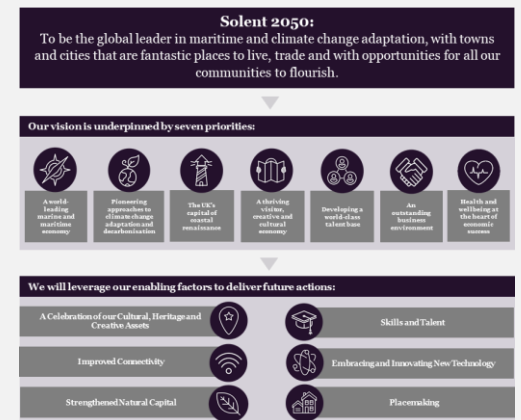 Solent 2050:
To be the global leader in maritime and climate change adaptation, with towns
and cities that are fantastic places to live, trade and with opportunities for all our
communities to flourish.
Our vision is underpinned by seven priorities:
A world-
leading
marine and
maritime
economy
Pioneering
approaches to
climate change
adaptation and
decarbonisation
The UK's
capital of
coastal
renaissance
A thriving
visitor,
creative and
cultural
economy
Developing a
world-class
talent base
An
outstanding
business
environment
Health and
wellbeing at
the heart of
economic
success
We will leverage our enabling factors to deliver future actions:
A Celebration of our Cultural, Heritage and
Creative Assets
Skills and Talent
Improved Connectivity
Embracing and Innovating New Technology
Strengthened Natural Capital
Placemaking